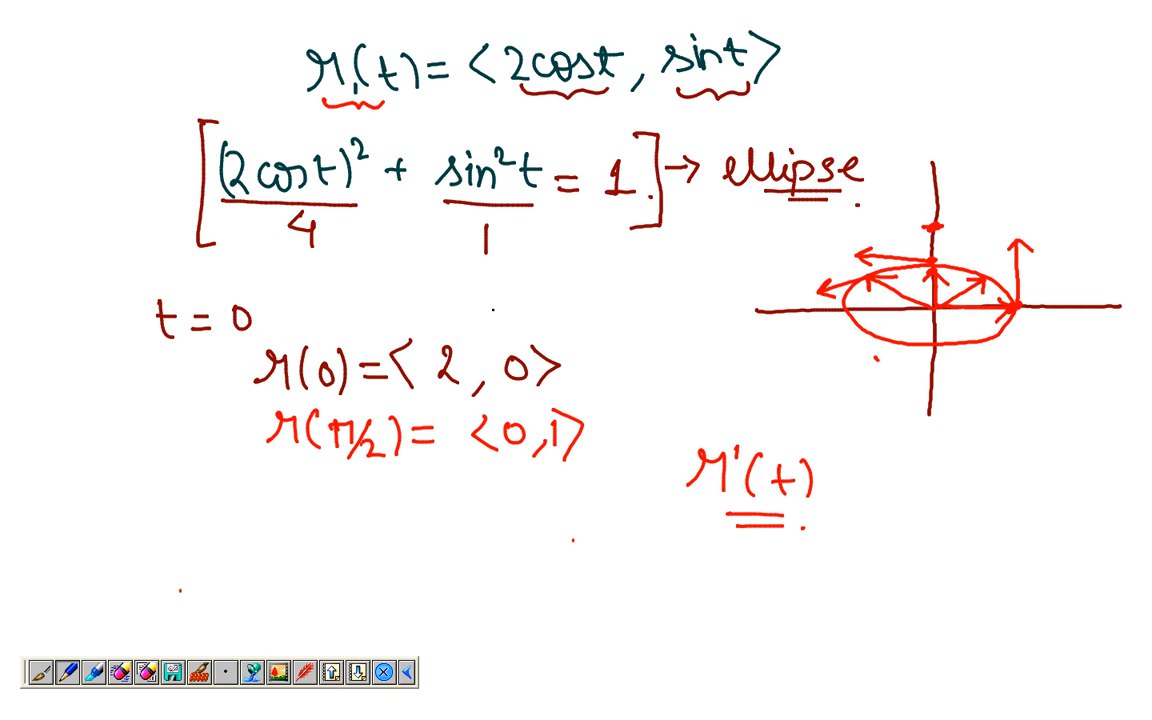 r(t) = <2cost, sint>
(2cost)²/4 + sin²t/1 = 1 → ellipse.
t = 0
r(0) = <2, 0>
r(π/2) = <0, 1>
r'(t)